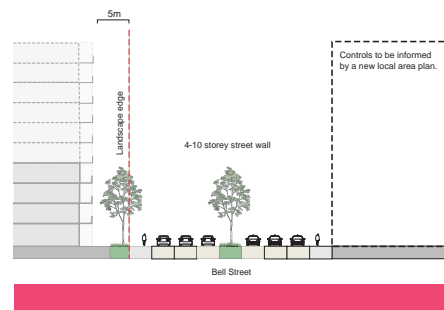 5m
Controls to be informed
by a new local area plan.
Landscape edge
4-10 storey street wall
Bell Street